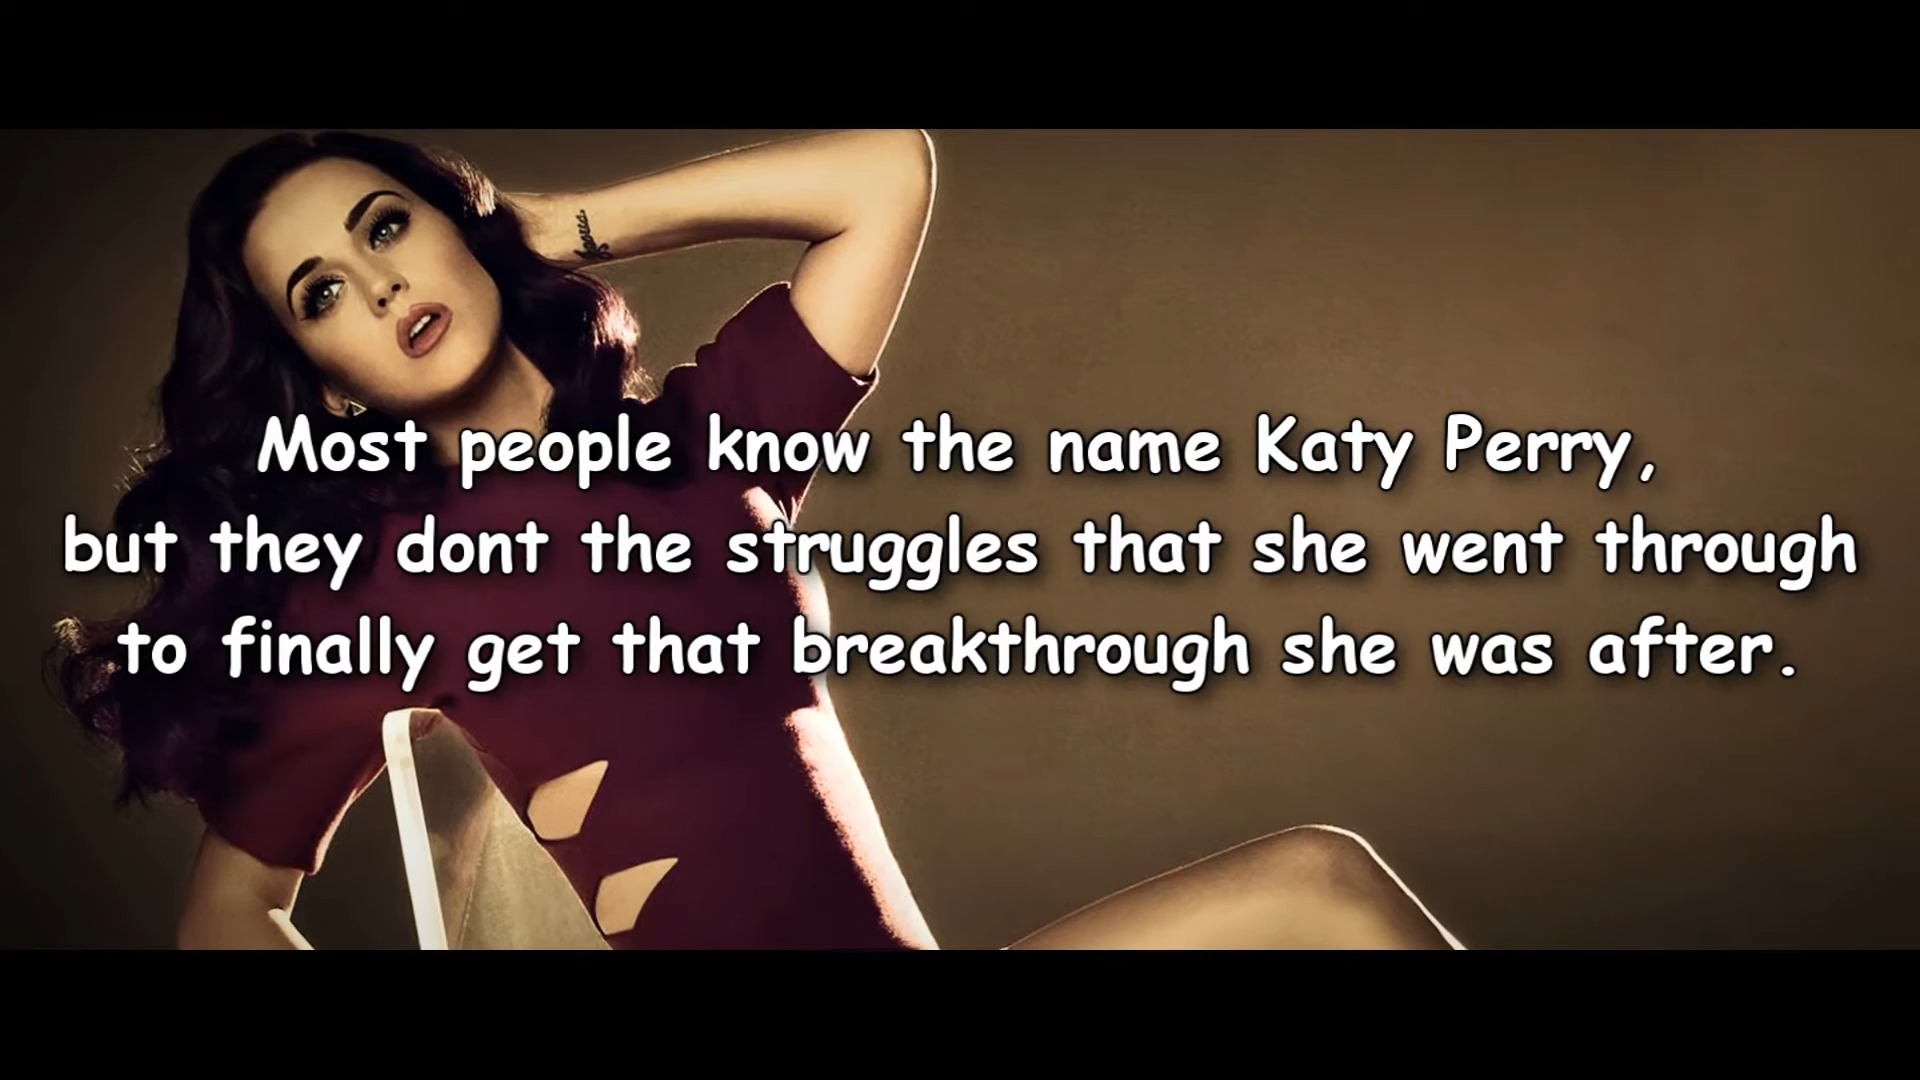 Most people know the name Katy Perry,
but they dont the struggles that she went through
to finally get that breakthrough she was after.